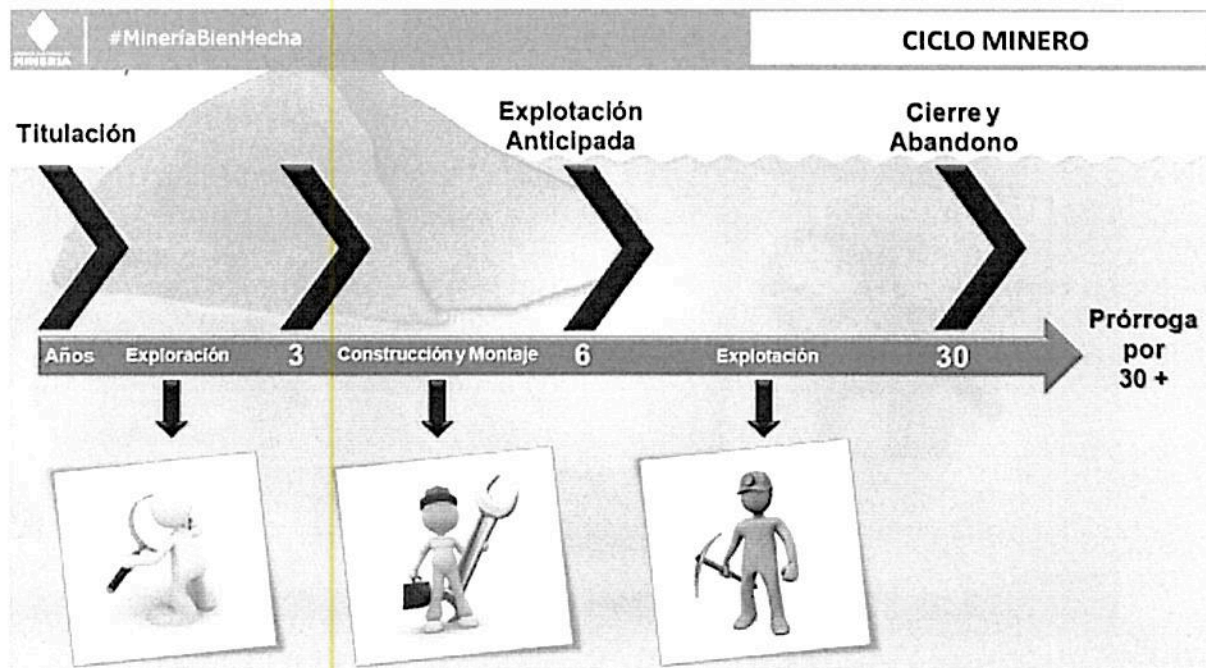 #MineríaBienHecha
CICLO MINERO
MINERÍA
Titulación
Explotación
Anticipada
Cierre y
Abandono
Años
Exploración
3
Construcción y Montaje
6
Explotación
30
Prórroga
por
30 +